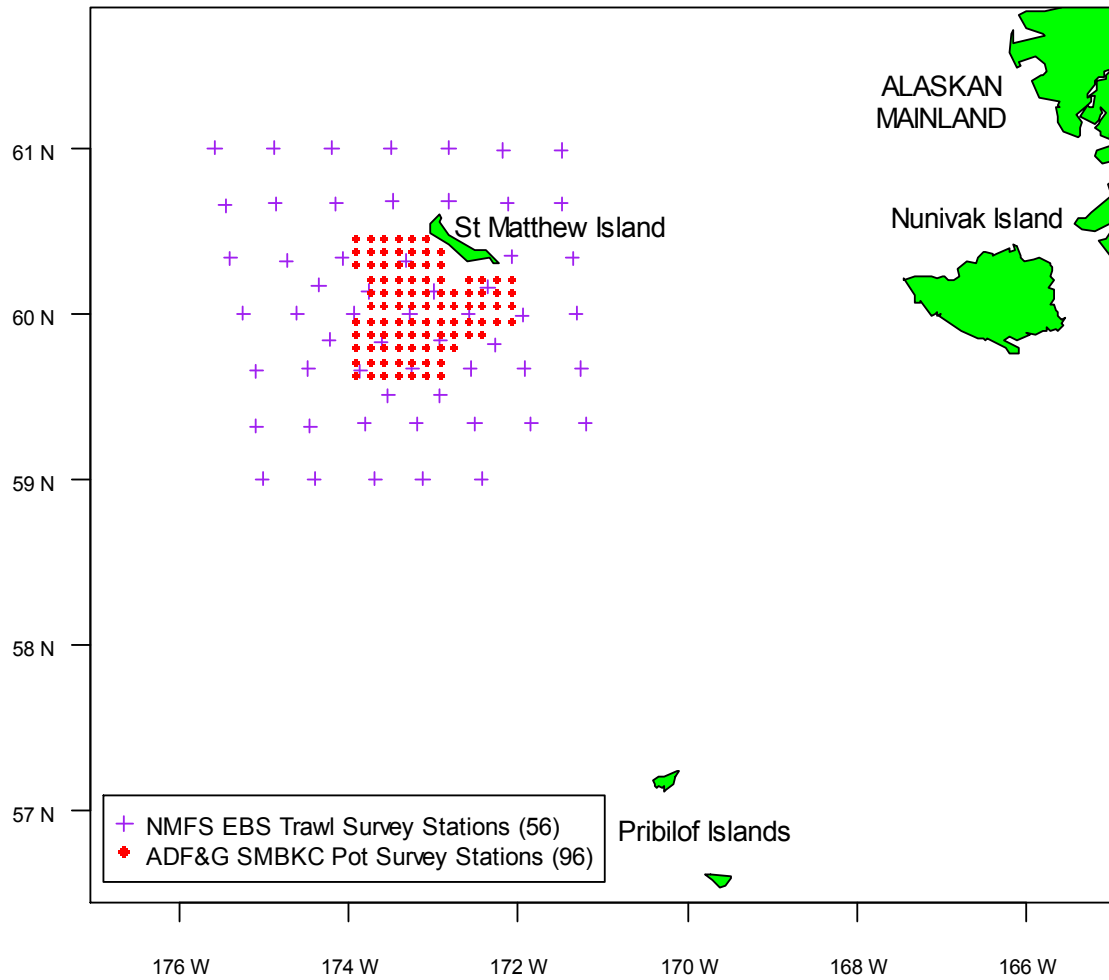 ALASKAN
MAINLAND
61 N
St Matthew Island
Nunivak Island
60 N
59 N
58 N
57 N
NMFS EBS Trawl Survey Stations (56)
ADF&G SMBKC Pot Survey Stations (96)
Pribilof Islands
176 W
174 W
172 W
170 W
168 W
166 W